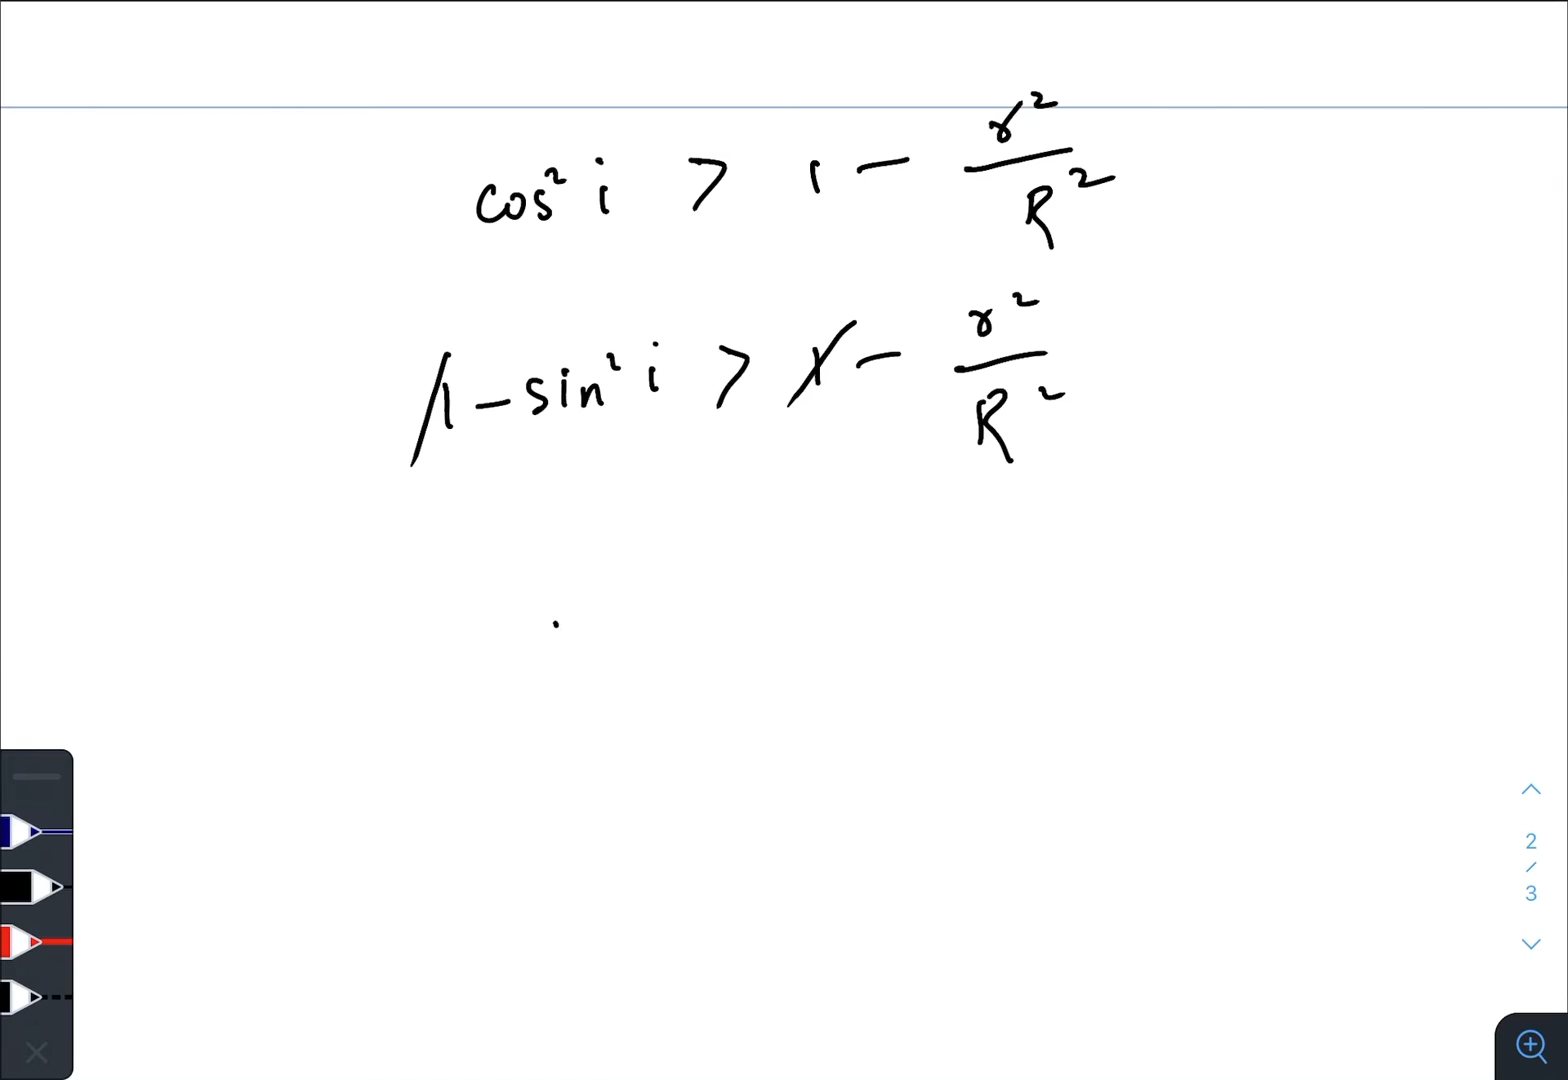 cos² i > 1 − r²/R²
1 − sin² i > 1 − r²/R²
2
/
3